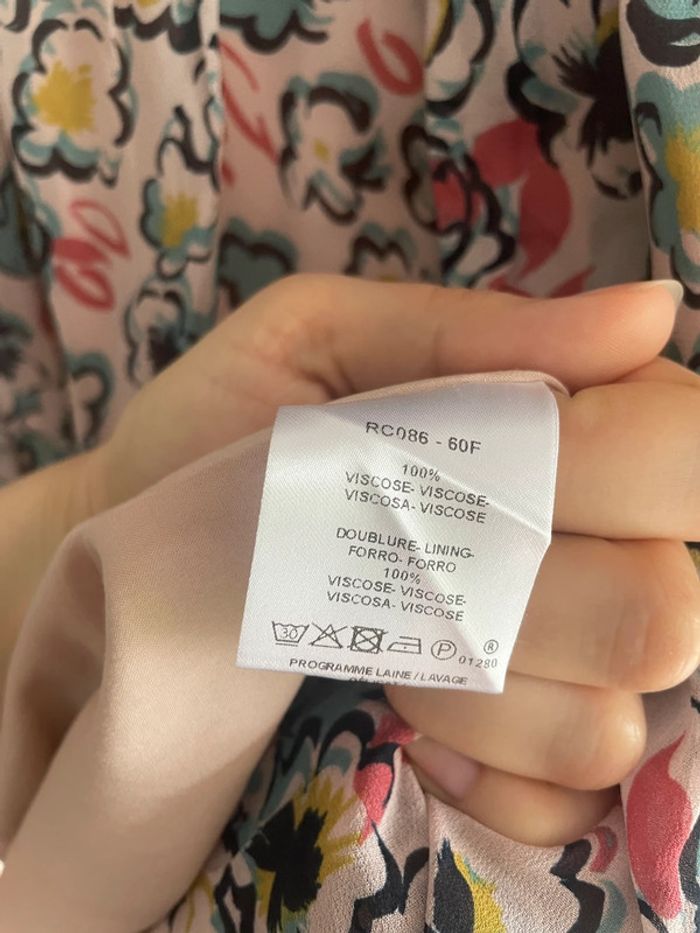 RC086 - 60F
100%
VISCOSE- VISCOSE-
VISCOSA- VISCOSE
DOUBLURE- LINING-
FORRO- FORRO
100%
VISCOSE- VISCOSE-
VISCOSA- VISCOSE
30 P ®
01280
PROGRAMME LAINE / LAVAGE